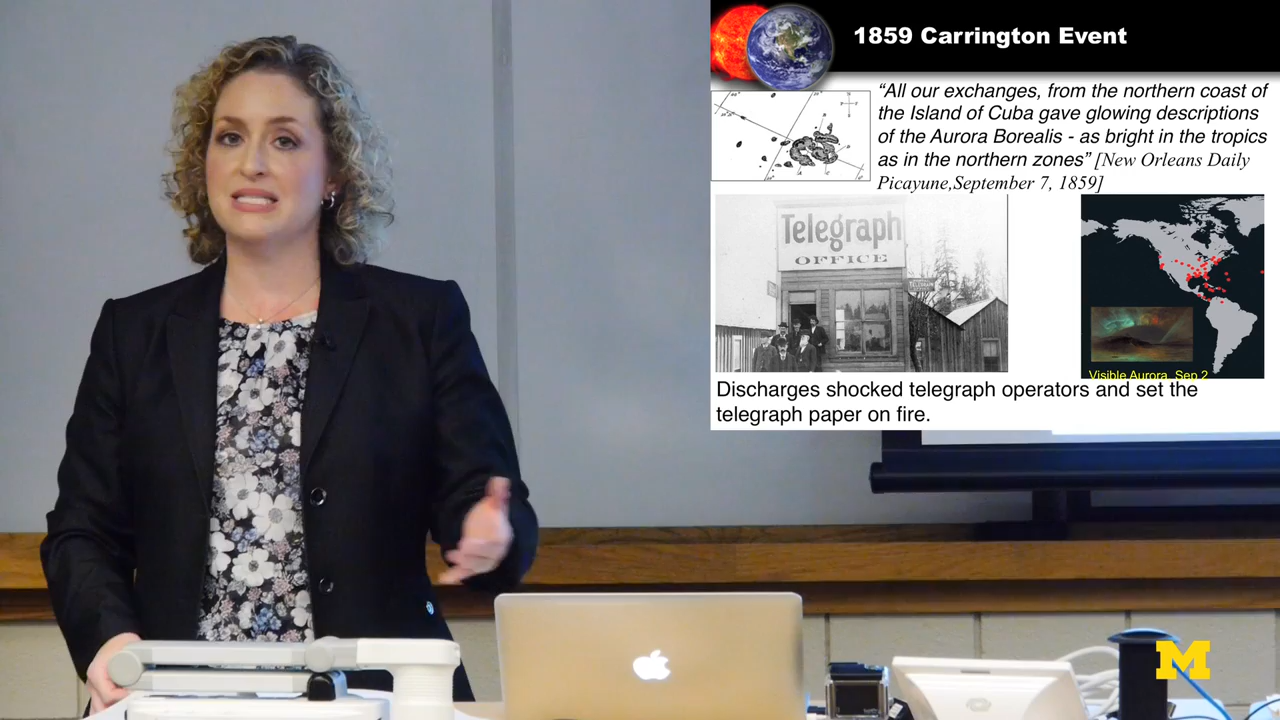 1859 Carrington Event
“All our exchanges, from the northern coast of
the Island of Cuba gave glowing descriptions
of the Aurora Borealis - as bright in the tropics
as in the northern zones” [New Orleans Daily
Picayune,September 7, 1859]
Telegraph
OFFICE
TELEGRAPH
Visible Aurora, Sep 2
Discharges shocked telegraph operators and set the
telegraph paper on fire.
M